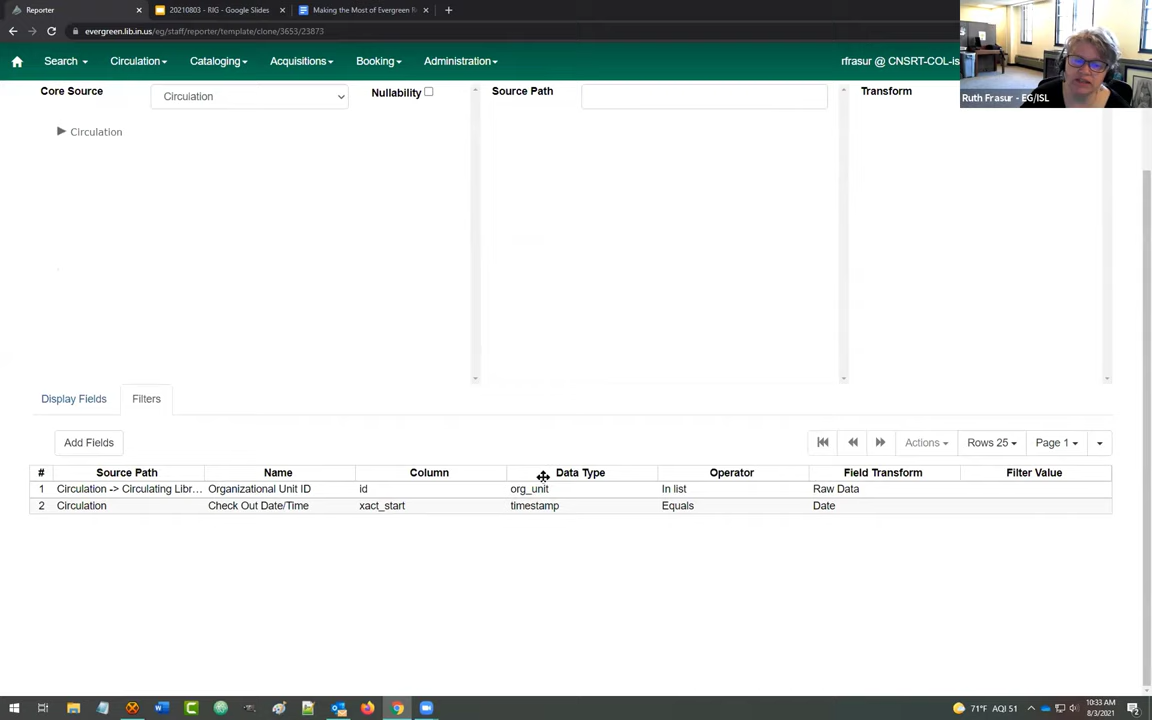 Reporter
20210803 - RIG - Google Slides
Making the Most of Evergreen R
evergreen.lib.in.us/eg/staff/reporter/template/clone/3653/23873
Search
Circulation
Cataloging
Acquisitions
Booking
Administration
rfrasur @ CNSRT-COL-is
Ruth Frasur - EG/ISL
Core Source
Circulation
Nullability
Source Path
Transform
Circulation
Display Fields
Filters
Add Fields
Actions
Rows 25
Page 1
# Source Path Name Column Data Type Operator Field Transform Filter Value
1 Circulation -> Circulating Libr... Organizational Unit ID id org_unit In list Raw Data
2 Circulation Check Out Date/Time xact_start timestamp Equals Date
71°F AQI 51
10:33 AM
8/3/2021
2